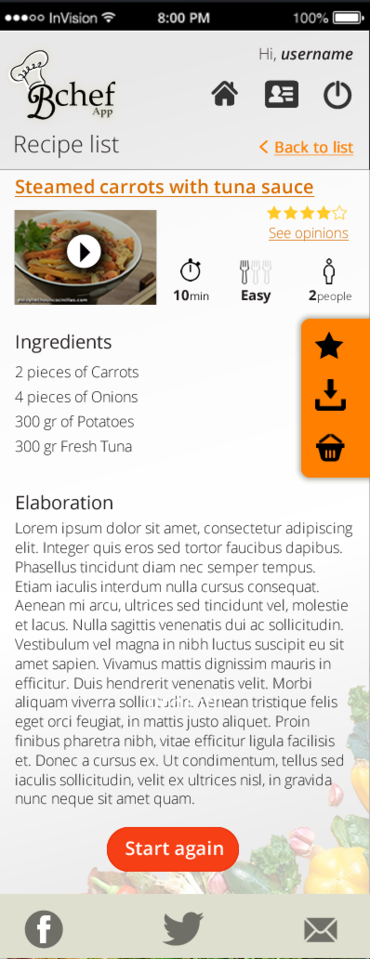 InVision
8:00 PM
100%
Hi, username
Bchef
App
Recipe list
Back to list
Steamed carrots with tuna sauce
See opinions
10min
Easy
2people
Ingredients
2 pieces of Carrots
4 pieces of Onions
300 gr of Potatoes
300 gr Fresh Tuna
Elaboration
Lorem ipsum dolor sit amet, consectetur adipiscing
elit. Integer quis eros sed tortor faucibus dapibus.
Phasellus tincidunt diam nec semper tempus.
Etiam iaculis interdum nulla cursus consequat.
Aenean mi arcu, ultrices sed tincidunt vel, molestie
et lacus. Nulla sagittis venenatis dui ac sollicitudin.
Vestibulum vel magna in nibh luctus suscipit eu sit
amet sapien. Vivamus mattis dignissim mauris in
efficitur. Duis hendrerit venenatis velit. Morbi
aliquam viverra sollicitudin. Aenean tristique felis
eget orci feugiat, in mattis justo aliquet. Proin
finibus pharetra nibh, vitae efficitur ligula facilisis
et. Donec a cursus ex. Ut condimentum, tellus sed
iaculis sollicitudin, velit ex ultrices nisl, in gravida
nunc neque sit amet quam.
Start again